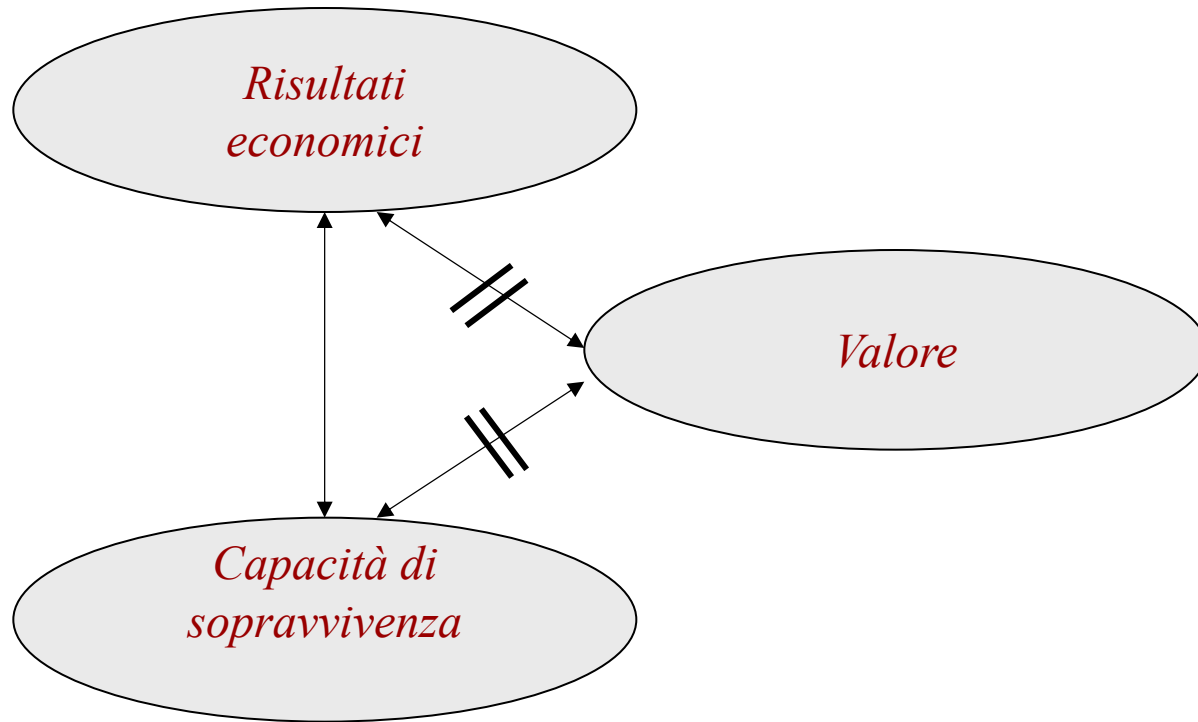 Risultati
economici
Valore
Capacità di
sopravvivenza